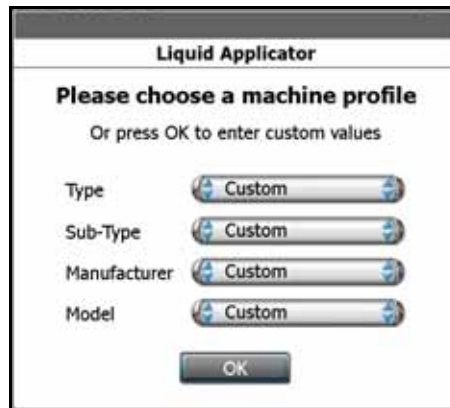 Liquid Applicator
Please choose a machine profile
Or press OK to enter custom values
Type Custom
Sub-Type Custom
Manufacturer Custom
Model Custom
OK